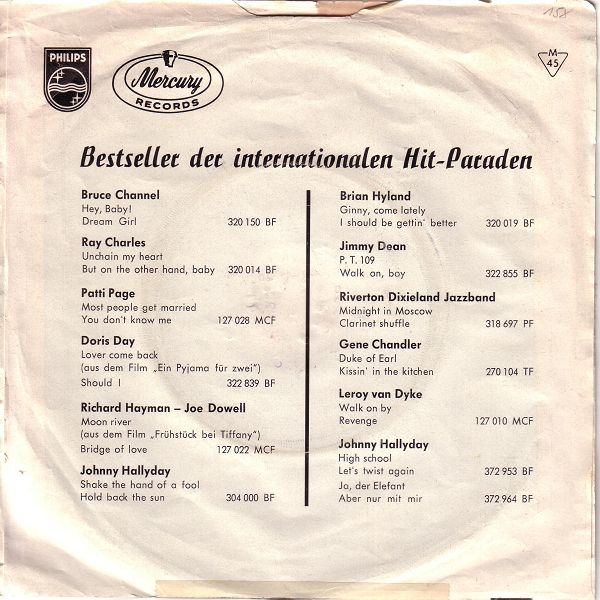 158
PHILIPS
Mercury
RECORDS
M
45
Bestseller der internationalen Hit-Paraden
Bruce Channel
Hey, Baby!
Dream Girl 320 150 BF
Ray Charles
Unchain my heart
But on the other hand, baby 320 014 BF
Patti Page
Most people get married
You don't know me 127 028 MCF
Doris Day
Lover come back
(aus dem Film „Ein Pyjama für zwei")
Should I 322 839 BF
Richard Hayman – Joe Dowell
Moon river
(aus dem Film „Frühstück bei Tiffany")
Bridge of love 127 022 MCF
Johnny Hallyday
Shake the hand of a fool
Hold back the sun 304 000 BF
Brian Hyland
Ginny, come lately
I should be gettin' better 320 019 BF
Jimmy Dean
P. T. 109
Walk on, boy 322 855 BF
Riverton Dixieland Jazzband
Midnight in Moscow
Clarinet shuffle 318 697 PF
Gene Chandler
Duke of Earl
Kissin' in the kitchen 270 104 TF
Leroy van Dyke
Walk on by
Revenge 127 010 MCF
Johnny Hallyday
High school
Let's twist again 372 953 BF
Ja, der Elefant
Aber nur mit mir 372 964 BF